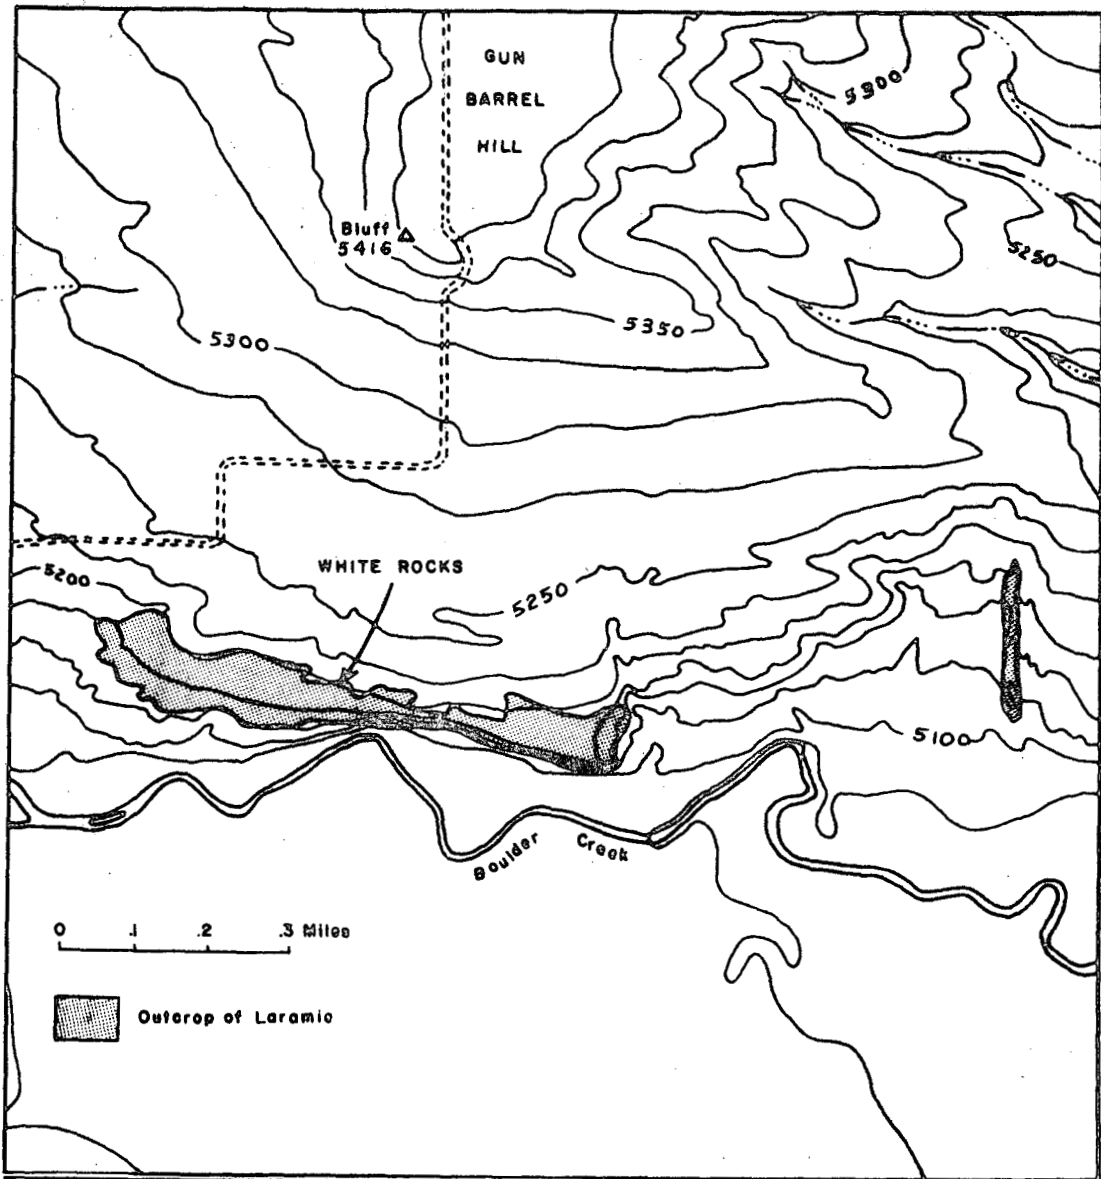 GUN
BARREL
HILL
5300
Bluff
5416
5250
5350
5300
WHITE ROCKS
5200
5250
5100
Boulder Creek
0 .1 .2 .3 Miles
Outcrop of Laramie